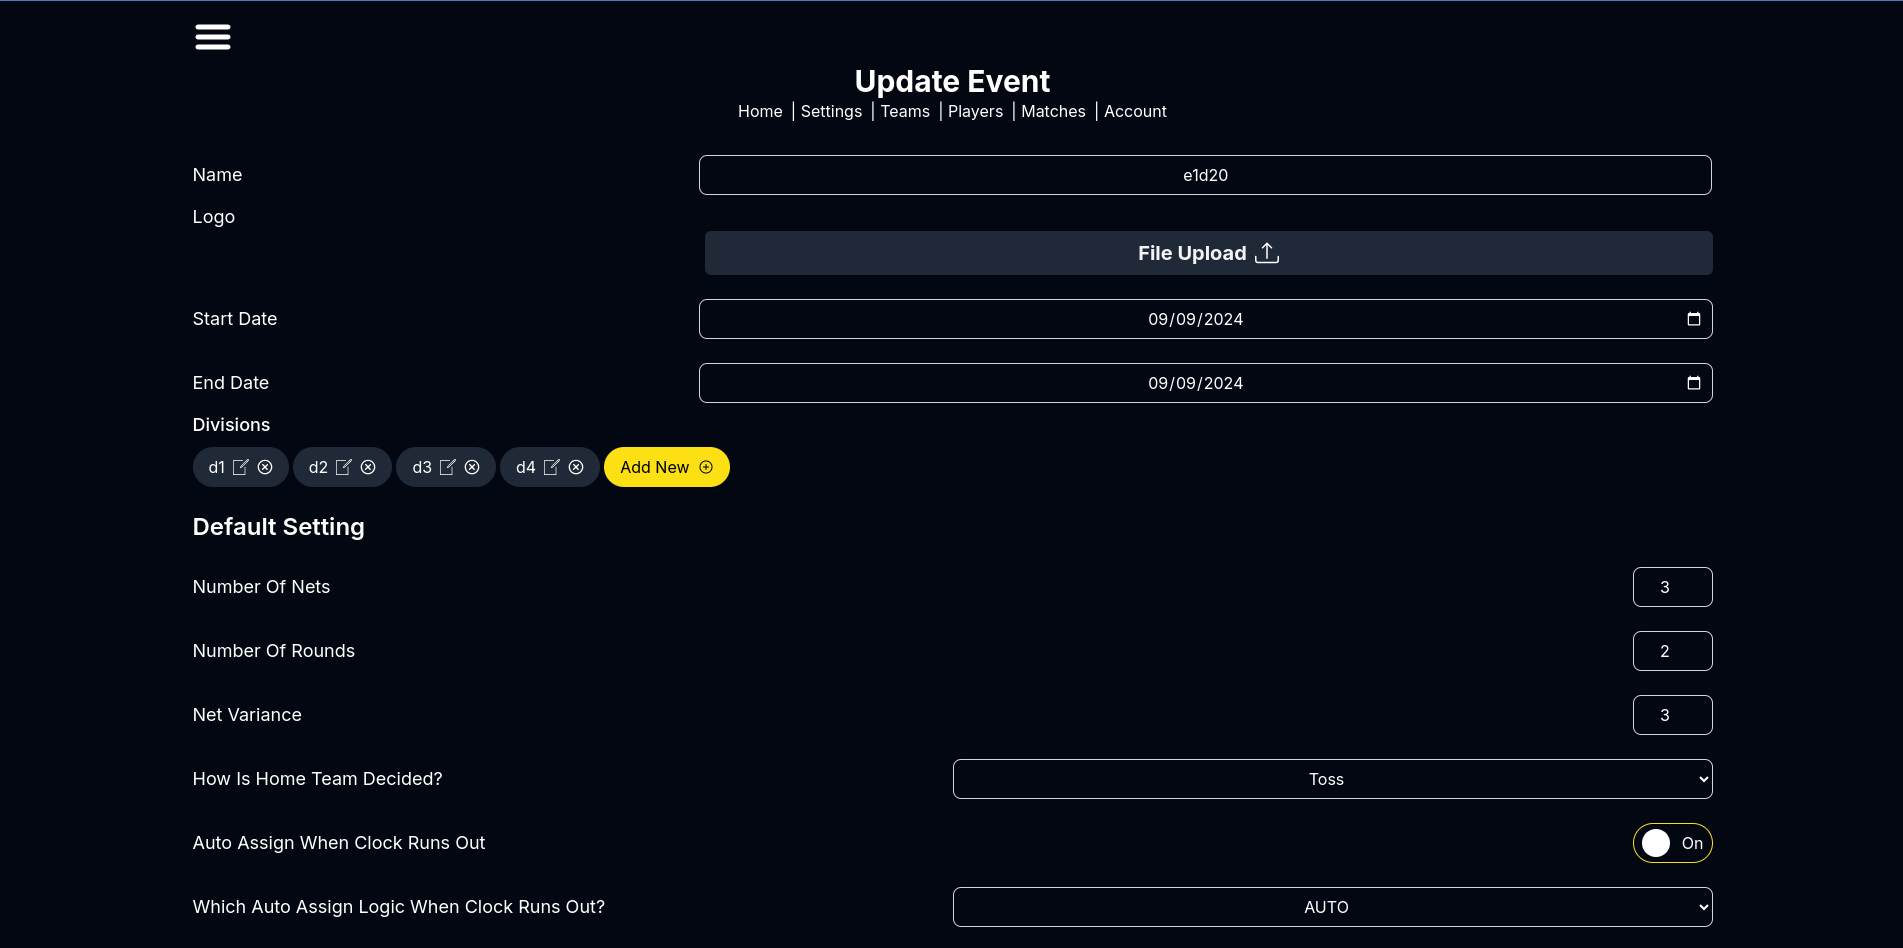 Update Event
Home | Settings | Teams | Players | Matches | Account
Name e1d20
Logo
File Upload
Start Date 09/09/2024
End Date 09/09/2024
Divisions
d1 d2 d3 d4 Add New
Default Setting
Number Of Nets 3
Number Of Rounds 2
Net Variance 3
How Is Home Team Decided? Toss
Auto Assign When Clock Runs Out On
Which Auto Assign Logic When Clock Runs Out? AUTO